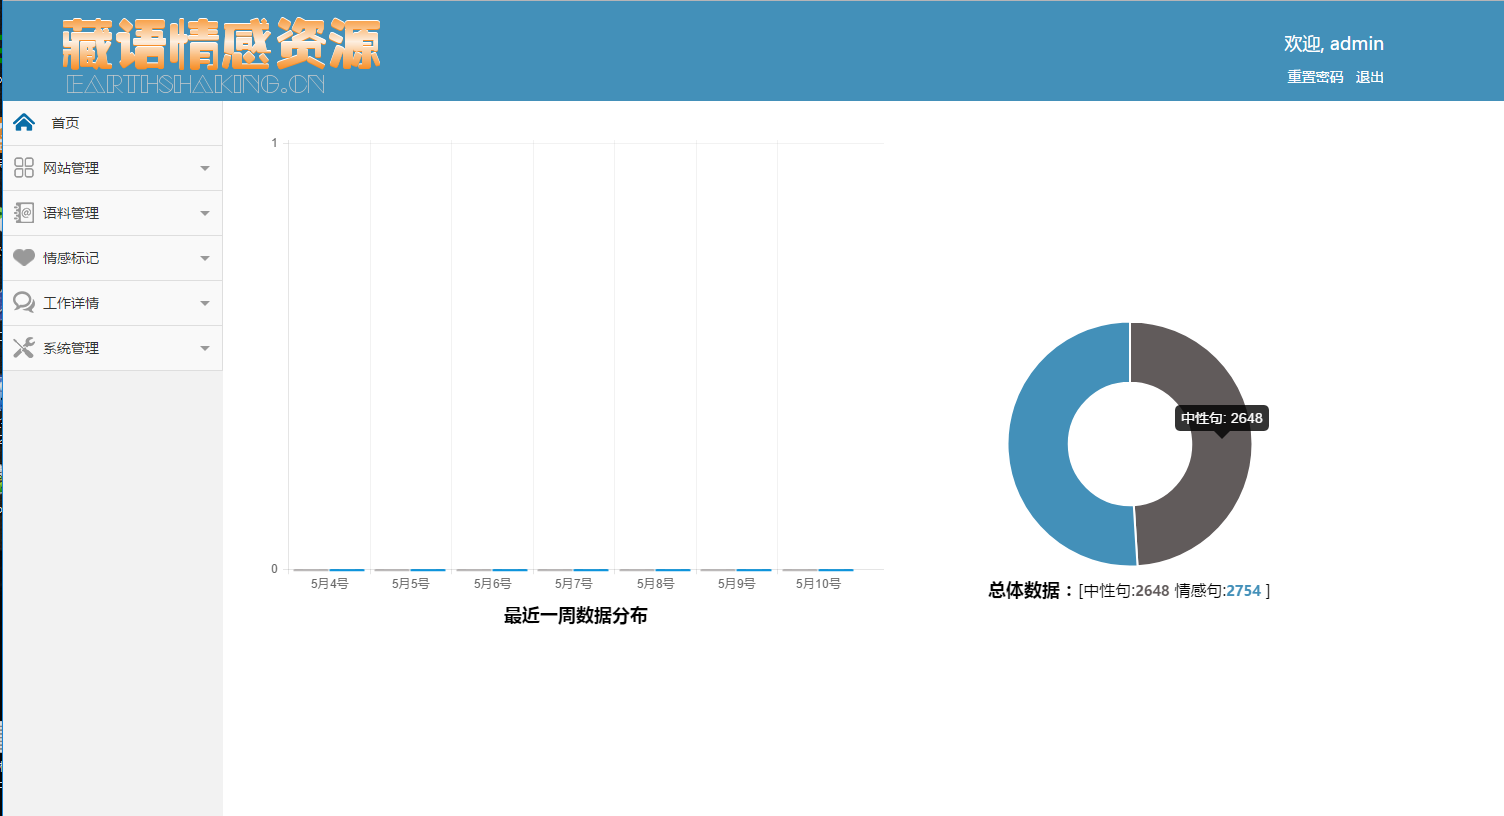 藏语情感资源
EARTHSHAKING.CN
欢迎, admin
重置密码 退出
首页
网站管理
语料管理
情感标记
工作详情
系统管理
1
0
5月4号 5月5号 5月6号 5月7号 5月8号 5月9号 5月10号
最近一周数据分布
中性句: 2648
总体数据：[中性句:2648 情感句:2754 ]